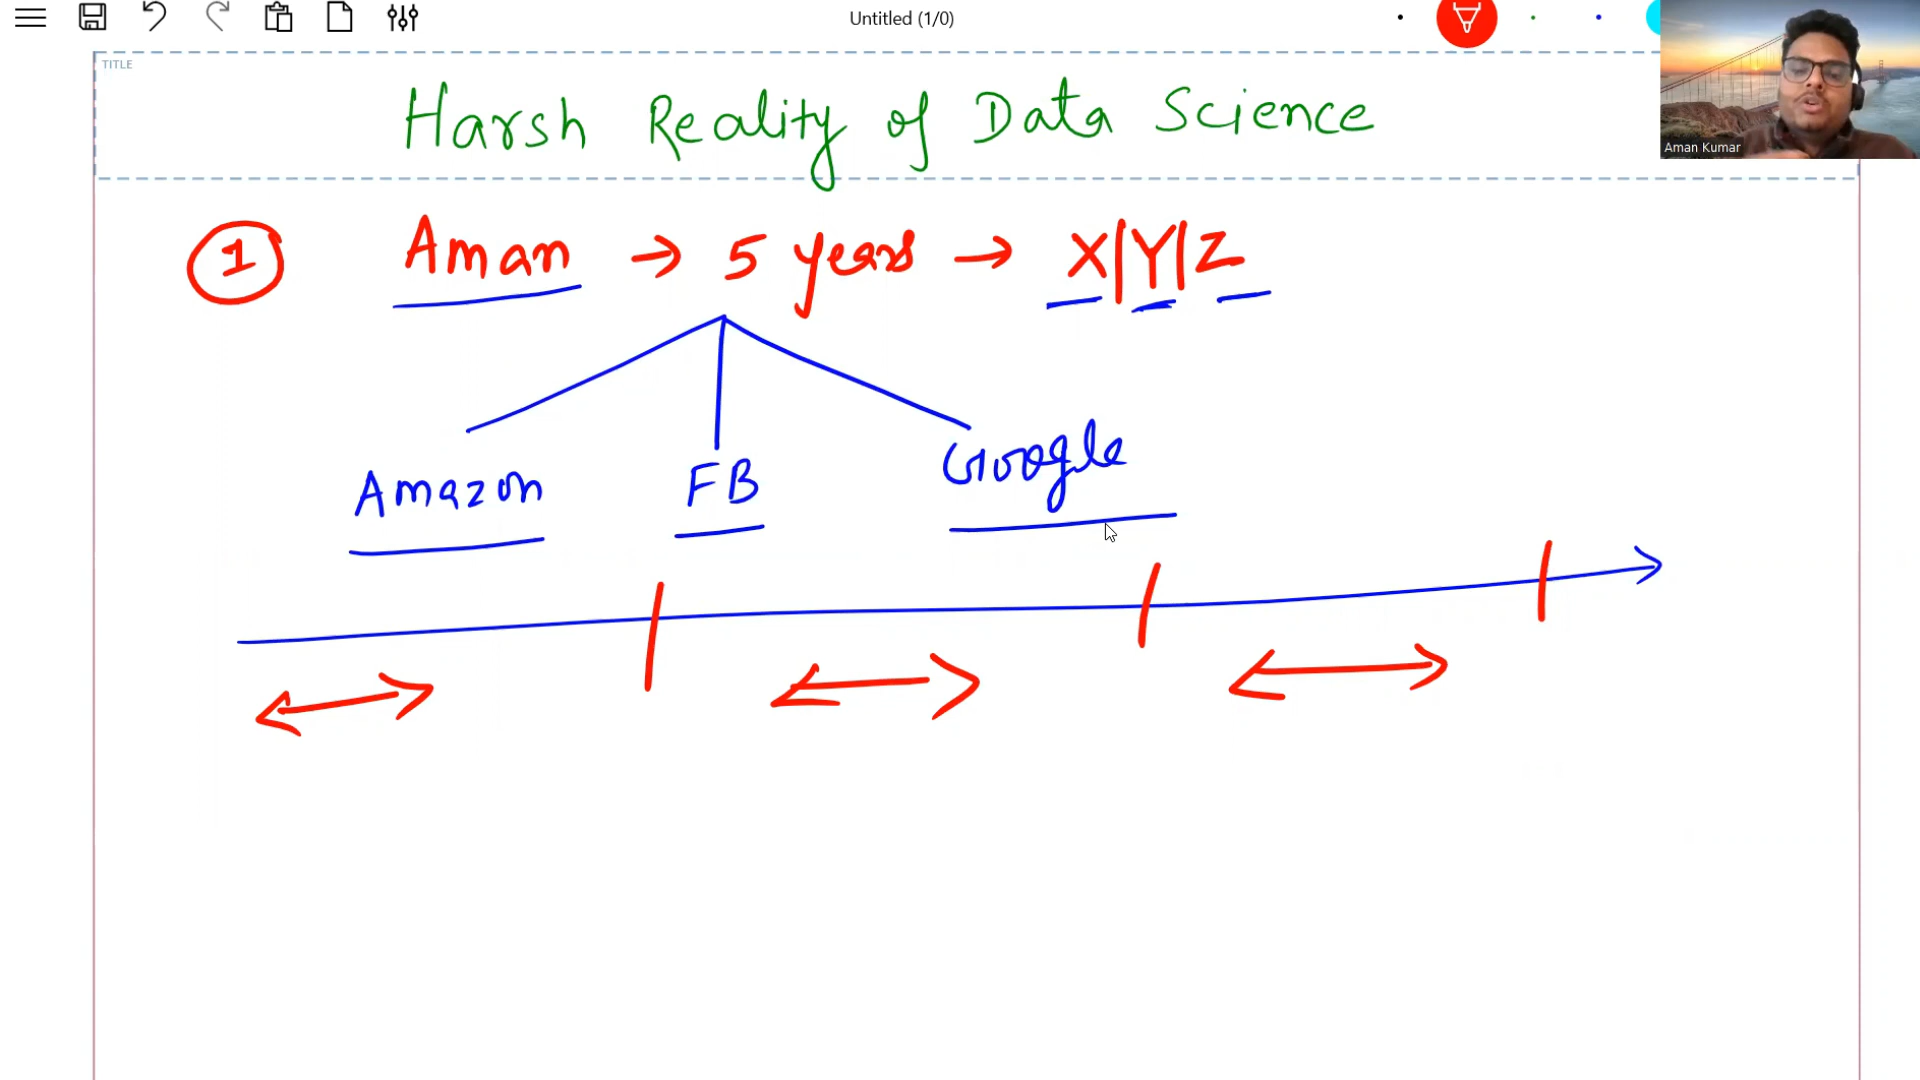 Untitled (1/0)
TITLE
Harsh Reality of Data Science
Aman Kumar
1 Aman → 5 years → X|Y|Z
Amazon FB Google